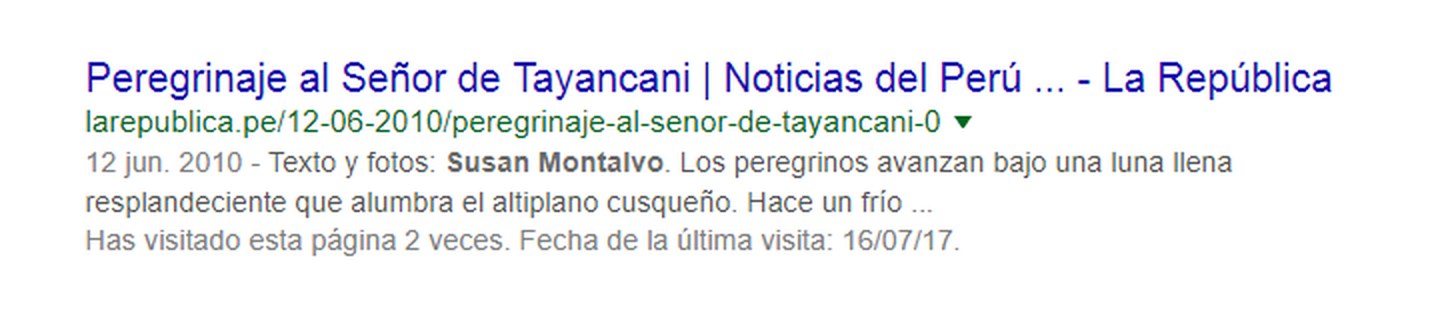 Peregrinaje al Señor de Tayancani | Noticias del Perú ... - La República
larepublica.pe/12-06-2010/peregrinaje-al-senor-de-tayancani-0
12 jun. 2010 - Texto y fotos: Susan Montalvo. Los peregrinos avanzan bajo una luna llena
resplandeciente que alumbra el altiplano cusqueño. Hace un frío ...
Has visitado esta página 2 veces. Fecha de la última visita: 16/07/17.